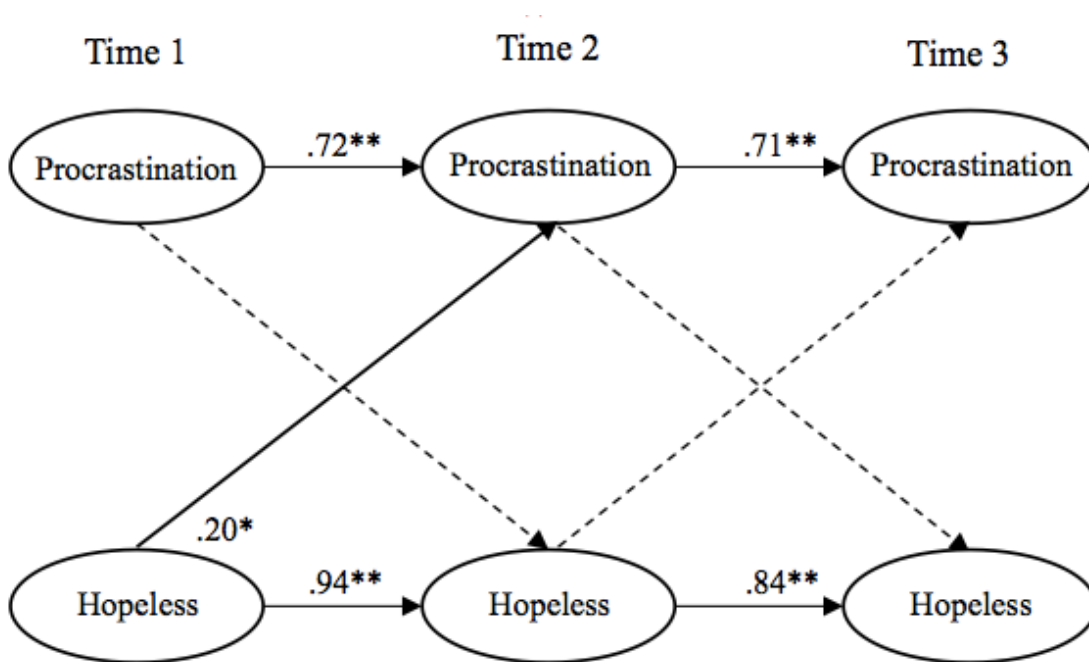 Time 1
Time 2
Time 3
Procrastination
.72**
Procrastination
.71**
Procrastination
.20*
Hopeless
.94**
Hopeless
.84**
Hopeless